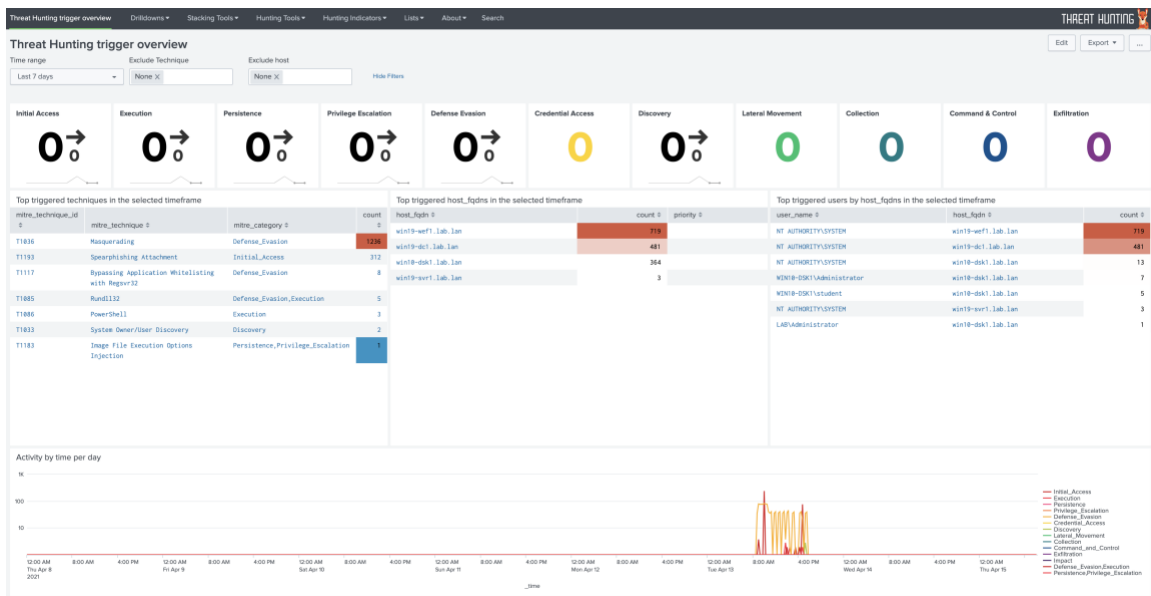 Threat Hunting trigger overview Drilldowns Stacking Tools Hunting Tools Hunting Indicators Lists About Search THREAT HUNTING
Threat Hunting trigger overview Edit Export ...
Time range Exclude Technique Exclude host
Last 7 days None X None X Hide Filters
Initial Access Execution Persistence Privilege Escalation Defense Evasion Credential Access Discovery Lateral Movement Collection Command & Control Exfiltration
0 0 0 0 0 0 0 0 0 0 0 0 0 0 0 0 0
Top triggered techniques in the selected timeframe
mitre_technique_id mitre_technique mitre_category count
T1036 Masquerading Defense_Evasion 1236
T1193 Spearphishing Attachment Initial_Access 312
T1117 Bypassing Application Whitelisting Defense_Evasion 8
with Regsvr32
T1085 Rundll32 Defense_Evasion,Execution 5
T1086 PowerShell Execution 3
T1033 System Owner/User Discovery Discovery 2
T1183 Image File Execution Options Persistence,Privilege_Escalation 1
Injection
Top triggered host_fqdns in the selected timeframe
host_fqdn count priority
win19-wef1.lab.lan 719
win19-dc1.lab.lan 481
win10-dsk1.lab.lan 364
win19-svr1.lab.lan 3
Top triggered users by host_fqdns in the selected timeframe
user_name host_fqdn count
NT AUTHORITY\SYSTEM win19-wef1.lab.lan 719
NT AUTHORITY\SYSTEM win19-dc1.lab.lan 481
NT AUTHORITY\SYSTEM win10-dsk1.lab.lan 13
WIN10-DSK1\Administrator win10-dsk1.lab.lan 7
WIN10-DSK1\student win10-dsk1.lab.lan 5
NT AUTHORITY\SYSTEM win19-svr1.lab.lan 3
LAB\Administrator win10-dsk1.lab.lan 1
Activity by time per day
1K
100
10
12:00 AM 8:00 AM 4:00 PM 12:00 AM 8:00 AM 4:00 PM 12:00 AM 8:00 AM 4:00 PM 12:00 AM 8:00 AM 4:00 PM 12:00 AM 8:00 AM 4:00 PM 12:00 AM 8:00 AM 4:00 PM 12:00 AM 8:00 AM 4:00 PM 12:00 AM
Thu Apr 8 Fri Apr 9 Sat Apr 10 Sun Apr 11 Mon Apr 12 Tue Apr 13 Wed Apr 14 Thu Apr 15
2021
_time
Initial_Access
Execution
Persistence
Privilege_Escalation
Defense_Evasion
Credential_Access
Discovery
Lateral_Movement
Collection
Command_and_Control
Exfiltration
Impact
Defense_Evasion,Execution
Persistence,Privilege_Escalation